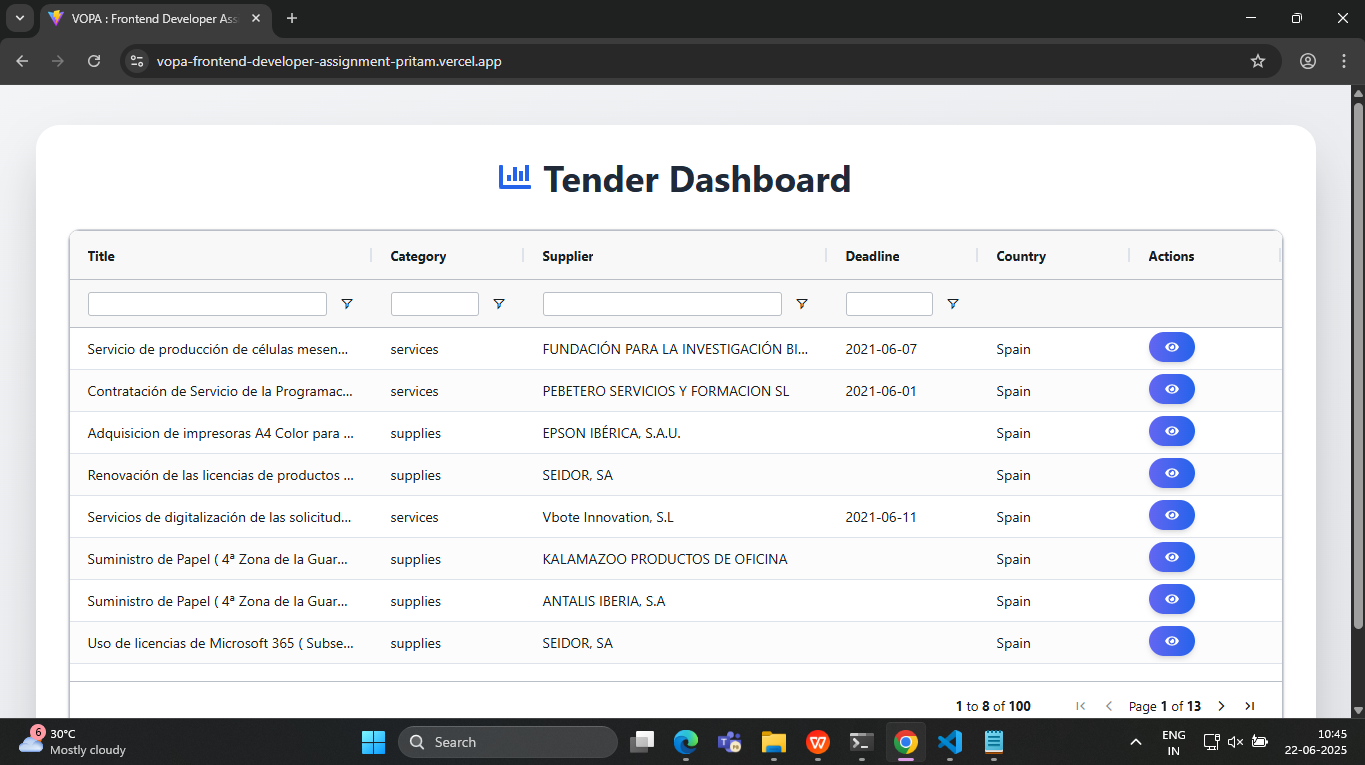 VOPA : Frontend Developer Ass
vopa-frontend-developer-assignment-pritam.vercel.app
Tender Dashboard
Title Category Supplier Deadline Country Actions
Servicio de producción de células mesen... services FUNDACIÓN PARA LA INVESTIGACIÓN BI... 2021-06-07 Spain
Contratación de Servicio de la Programac... services PEBETERO SERVICIOS Y FORMACION SL 2021-06-01 Spain
Adquisicion de impresoras A4 Color para ... supplies EPSON IBÉRICA, S.A.U. Spain
Renovación de las licencias de productos ... supplies SEIDOR, SA Spain
Servicios de digitalización de las solicitud... services Vbote Innovation, S.L 2021-06-11 Spain
Suministro de Papel ( 4ª Zona de la Guar... supplies KALAMAZOO PRODUCTOS DE OFICINA Spain
Suministro de Papel ( 4ª Zona de la Guar... supplies ANTALIS IBERIA, S.A Spain
Uso de licencias de Microsoft 365 ( Subse... supplies SEIDOR, SA Spain
1 to 8 of 100 Page 1 of 13
6 30°C
Mostly cloudy
Search
ENG
IN
10:45
22-06-2025